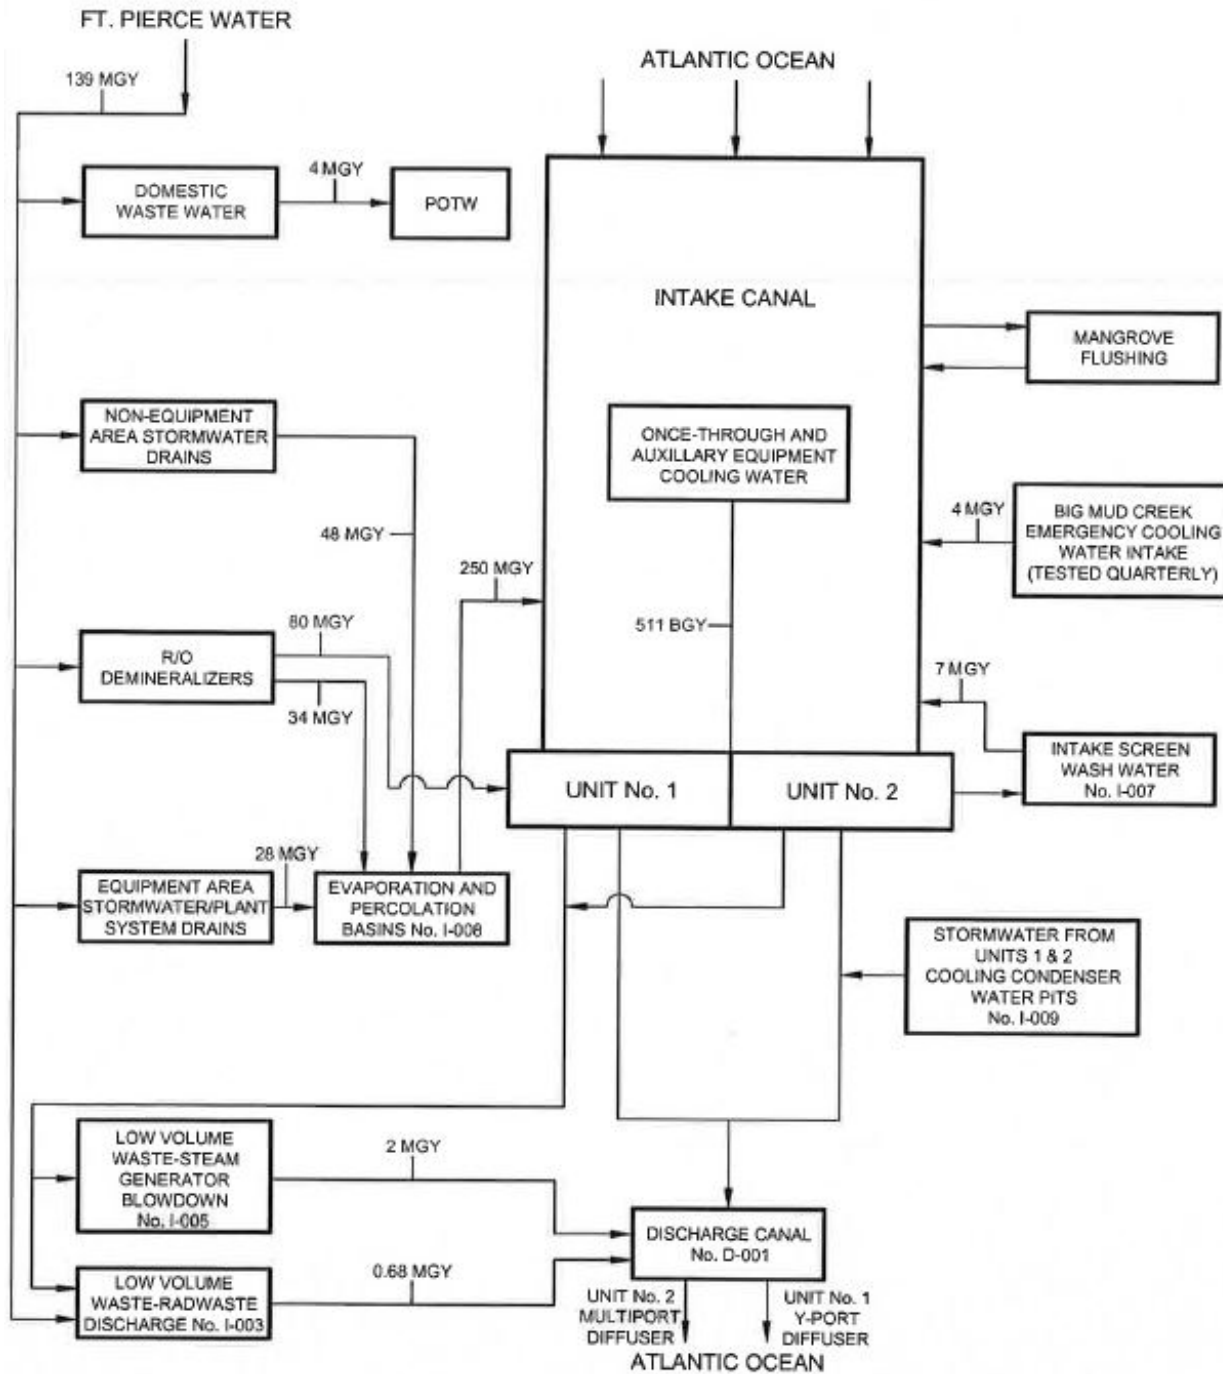 FT. PIERCE WATER
139 MGY
ATLANTIC OCEAN
DOMESTIC
WASTE WATER
4 MGY
POTW
INTAKE CANAL
MANGROVE
FLUSHING
NON-EQUIPMENT
AREA STORMWATER
DRAINS
ONCE-THROUGH AND
AUXILLARY EQUIPMENT
COOLING WATER
48 MGY
250 MGY
4 MGY
BIG MUD CREEK
EMERGENCY COOLING
WATER INTAKE
(TESTED QUARTERLY)
511 BGY
80 MGY
R/O
DEMINERALIZERS
34 MGY
7 MGY
INTAKE SCREEN
WASH WATER
No. I-007
UNIT No. 1
UNIT No. 2
EQUIPMENT AREA
STORMWATER/PLANT
SYSTEM DRAINS
28 MGY
EVAPORATION AND
PERCOLATION
BASINS No. I-008
STORMWATER FROM
UNITS 1 & 2
COOLING CONDENSER
WATER PITS
No. I-009
LOW VOLUME
WASTE-STEAM
GENERATOR
BLOWDOWN
No. I-005
2 MGY
DISCHARGE CANAL
No. D-001
LOW VOLUME
WASTE-RADWASTE
DISCHARGE No. I-003
0.68 MGY
UNIT No. 2
MULTIPORT
DIFFUSER
UNIT No. 1
Y-PORT
DIFFUSER
ATLANTIC OCEAN